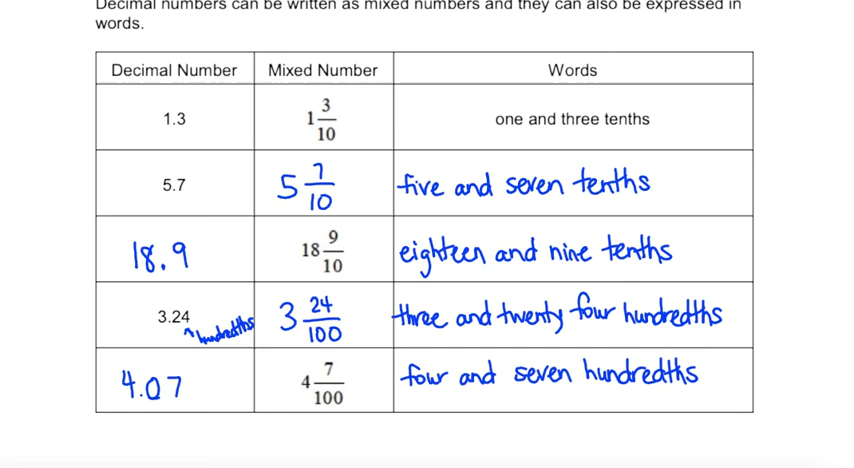 Decimal numbers can be written as mixed numbers and they can also be expressed in
words.
Decimal Number Mixed Number Words
1.3 1 3/10 one and three tenths
5.7 5 7/10 five and seven tenths
18.9 18 9/10 eighteen and nine tenths
3.24 3 24/100 three and twenty four hundredths
hundredths
4.07 4 7/100 four and seven hundredths